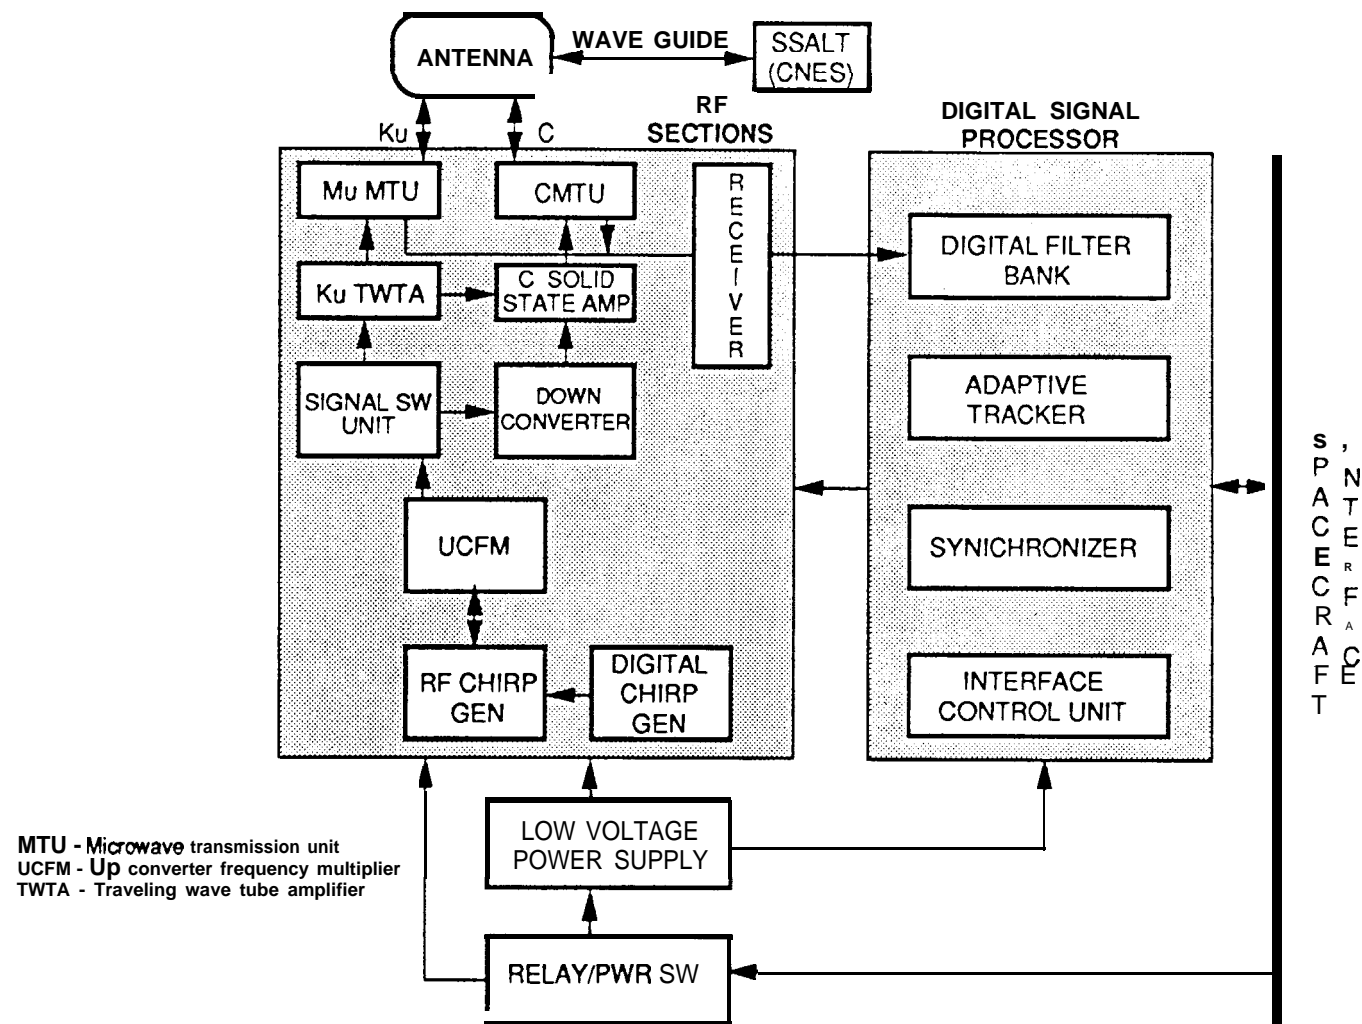 ANTENNA
WAVE GUIDE
SSALT
(CNES)
Ku
C
RF
SECTIONS
DIGITAL SIGNAL
PROCESSOR
Mu MTU
CMTU
RECEIVER
Ku TWTA
C SOLID
STATE AMP
SIGNAL SW
UNIT
DOWN
CONVERTER
UCFM
RF CHIRP
GEN
DIGITAL
CHIRP
GEN
DIGITAL FILTER
BANK
ADAPTIVE
TRACKER
SYNICHRONIZER
INTERFACE
CONTROL UNIT
sPACECRAFT
,NTERFACE
LOW VOLTAGE
POWER SUPPLY
RELAY/PWR SW
MTU - Microwave transmission unit
UCFM - Up converter frequency multiplier
TWTA - Traveling wave tube amplifier